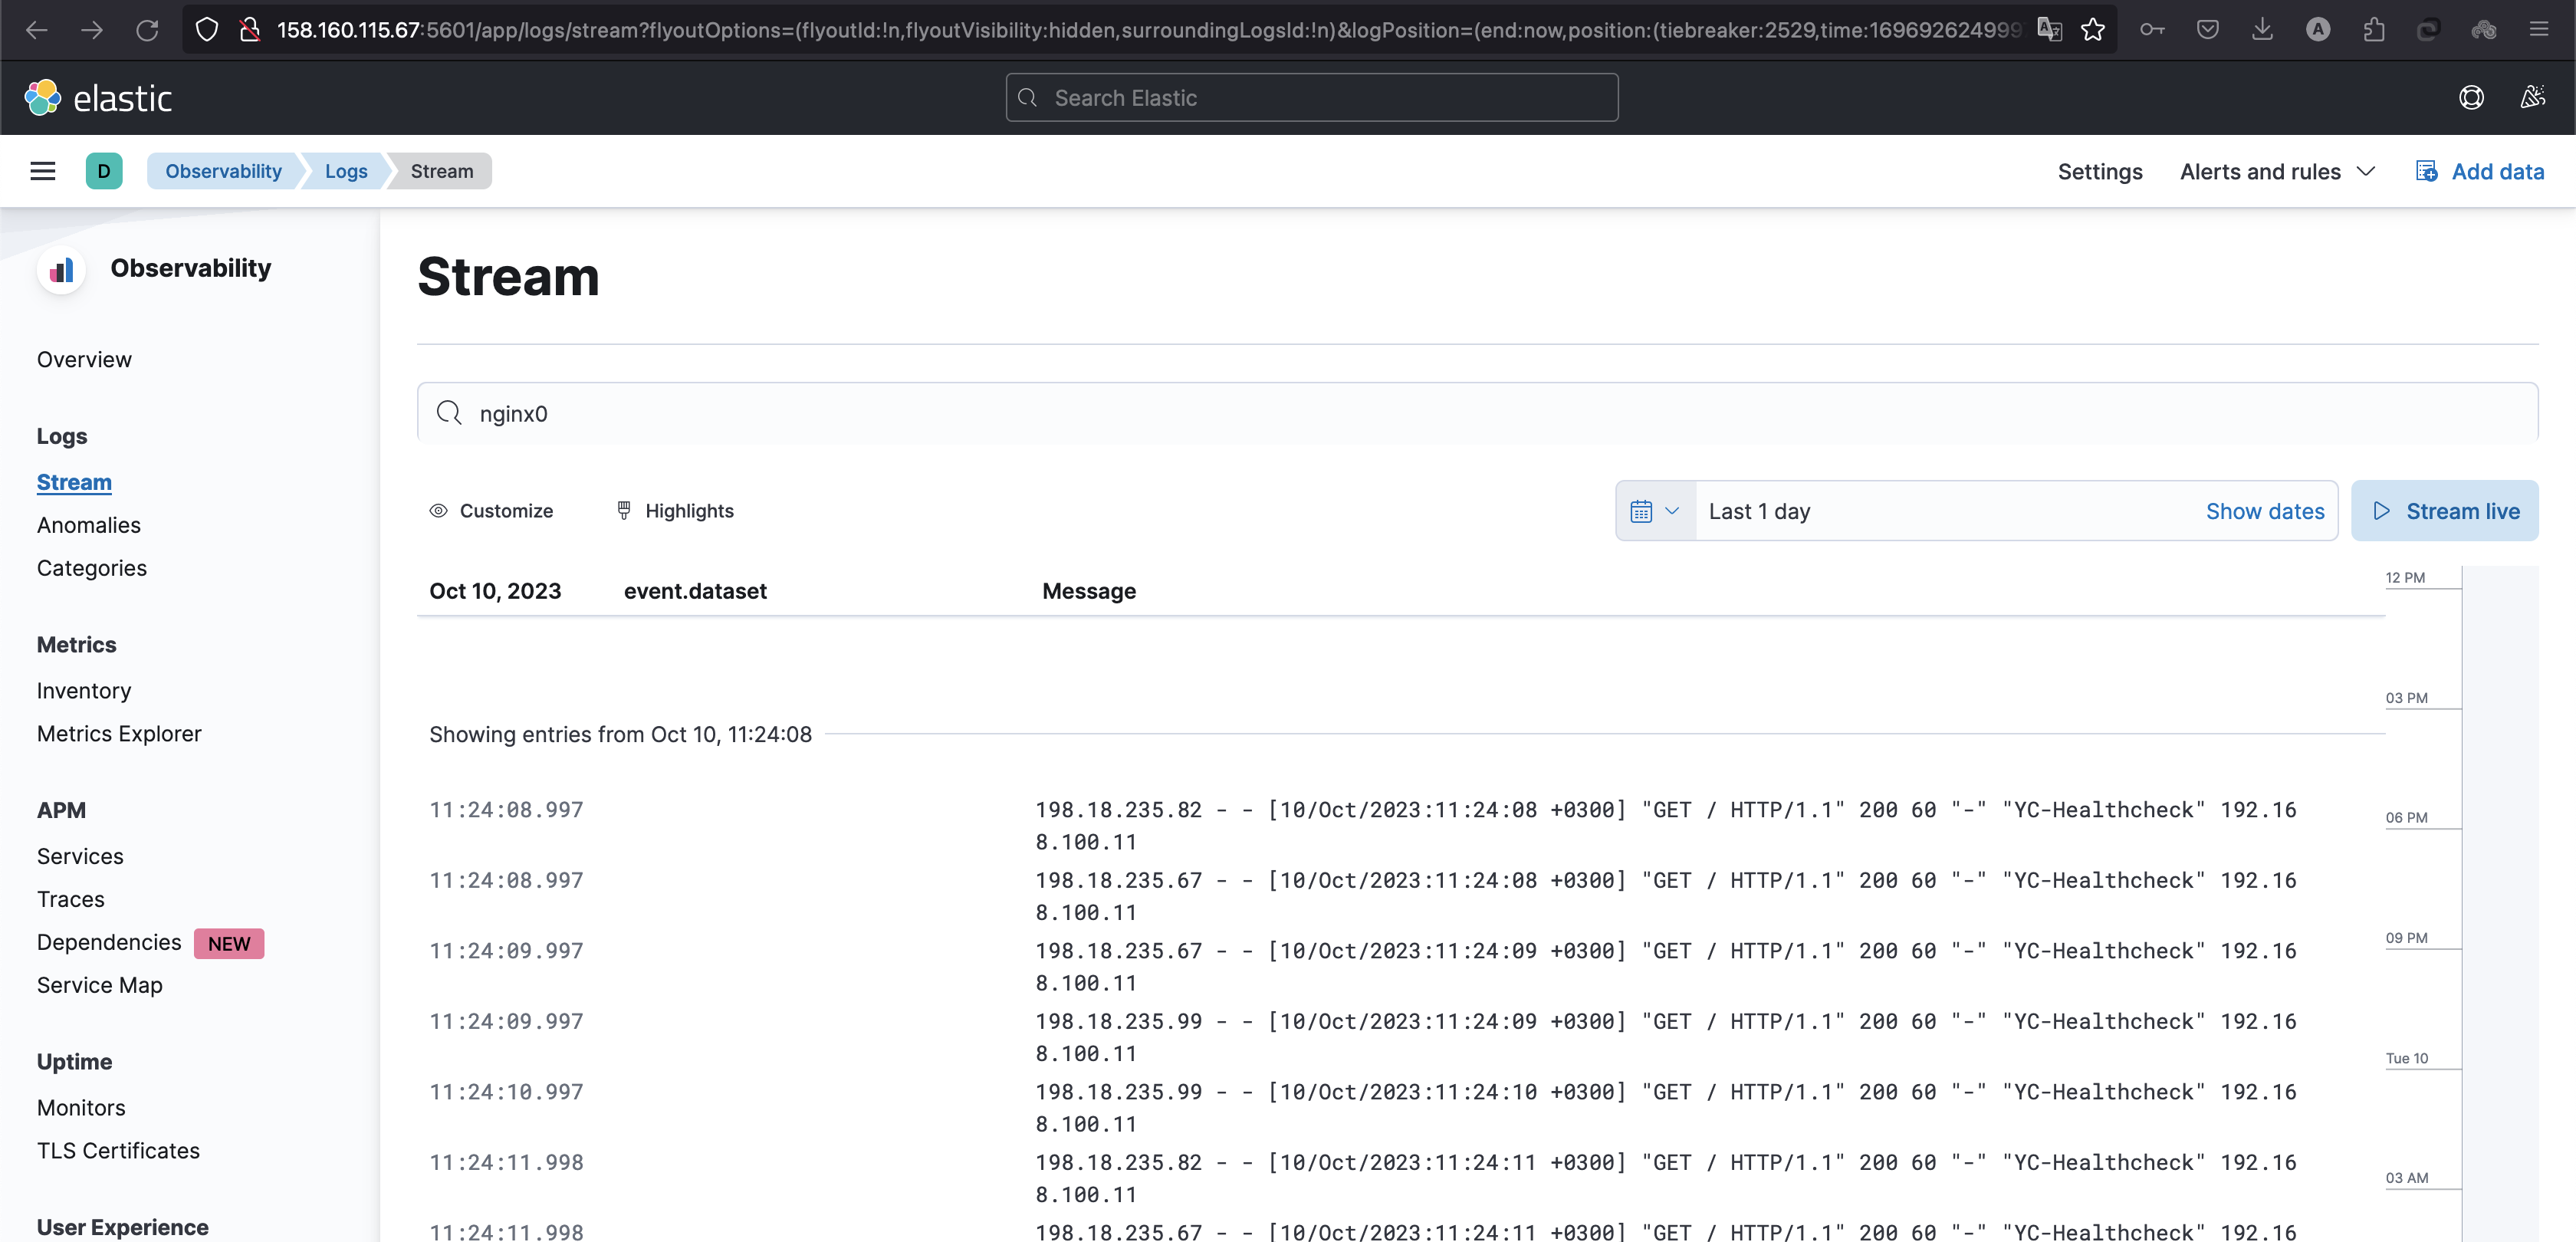 158.160.115.67:5601/app/logs/stream?flyoutOptions=(flyoutId:!n,flyoutVisibility:hidden,surroundingLogsId:!n)&logPosition=(end:now,position:(tiebreaker:2529,time:169692624999
elastic
Search Elastic
D Observability Logs Stream Settings Alerts and rules Add data
Observability
Overview
Logs
Stream
Anomalies
Categories
Metrics
Inventory
Metrics Explorer
APM
Services
Traces
Dependencies NEW
Service Map
Uptime
Monitors
TLS Certificates
User Experience
Stream
nginx0
Customize Highlights Last 1 day Show dates Stream live
Oct 10, 2023 event.dataset Message
Showing entries from Oct 10, 11:24:08
11:24:08.997 198.18.235.82 - - [10/Oct/2023:11:24:08 +0300] "GET / HTTP/1.1" 200 60 "-" "YC-Healthcheck" 192.16
8.100.11
11:24:08.997 198.18.235.67 - - [10/Oct/2023:11:24:08 +0300] "GET / HTTP/1.1" 200 60 "-" "YC-Healthcheck" 192.16
8.100.11
11:24:09.997 198.18.235.67 - - [10/Oct/2023:11:24:09 +0300] "GET / HTTP/1.1" 200 60 "-" "YC-Healthcheck" 192.16
8.100.11
11:24:09.997 198.18.235.99 - - [10/Oct/2023:11:24:09 +0300] "GET / HTTP/1.1" 200 60 "-" "YC-Healthcheck" 192.16
8.100.11
11:24:10.997 198.18.235.99 - - [10/Oct/2023:11:24:10 +0300] "GET / HTTP/1.1" 200 60 "-" "YC-Healthcheck" 192.16
8.100.11
11:24:11.998 198.18.235.82 - - [10/Oct/2023:11:24:11 +0300] "GET / HTTP/1.1" 200 60 "-" "YC-Healthcheck" 192.16
8.100.11
11:24:11.998 198.18.235.67 - - [10/Oct/2023:11:24:11 +0300] "GET / HTTP/1.1" 200 60 "-" "YC-Healthcheck" 192.16
12 PM
03 PM
06 PM
09 PM
Tue 10
03 AM